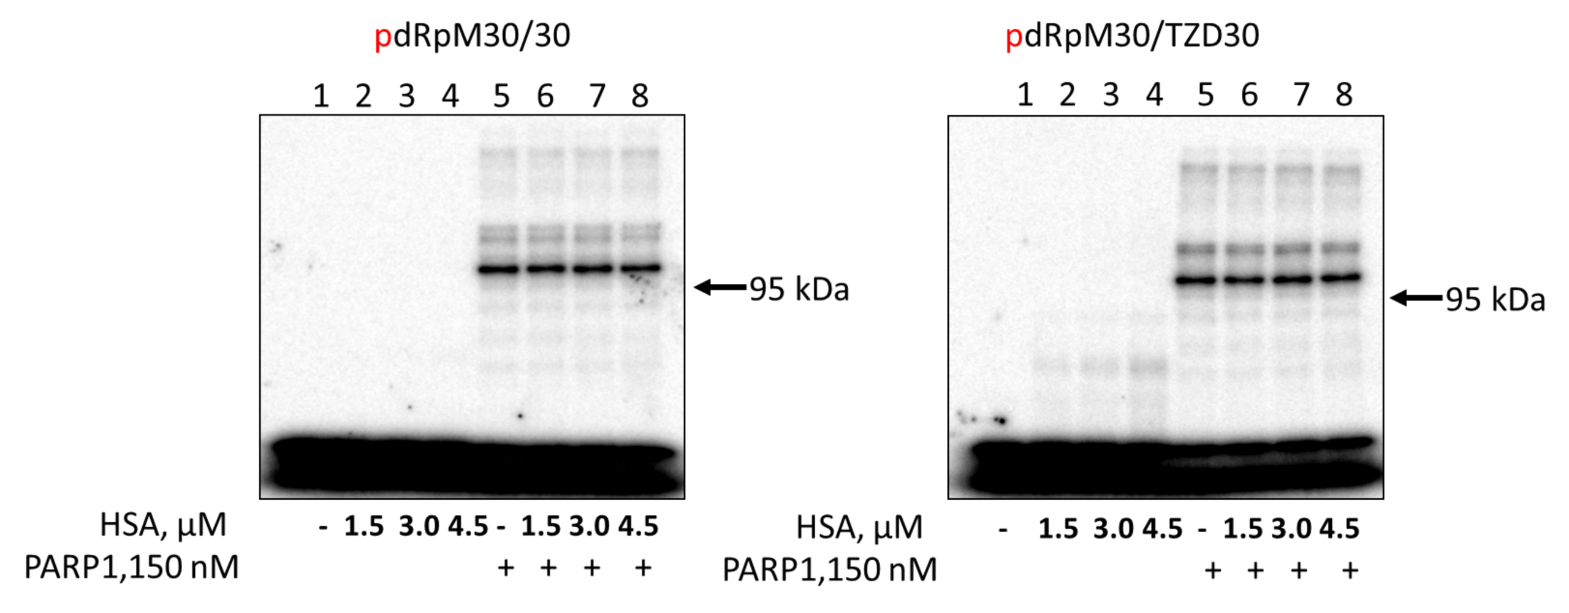 pdRpM30/30
1 2 3 4 5 6 7 8
95 kDa
HSA, μM - 1.5 3.0 4.5 - 1.5 3.0 4.5
PARP1,150 nM + + + +
pdRpM30/TZD30
1 2 3 4 5 6 7 8
95 kDa
HSA, μM - 1.5 3.0 4.5 - 1.5 3.0 4.5
PARP1,150 nM + + + +